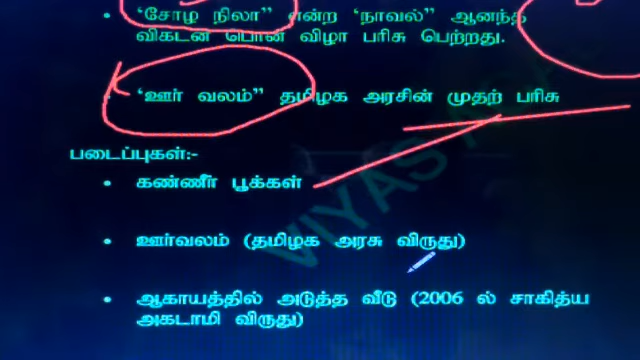 • ‘சோழ நிலா” என்ற ‘நாவல்” ஆனந்த
விகடன் பொன் விழா பரிசு பெற்றது.
‘ஊர் வலம்” தமிழக அரசின் முதற் பரிசு
படைப்புகள்:-
• கண்ணீர் பூக்கள்
• ஊர்வலம் (தமிழக அரசு விருது)
• ஆகாயத்தில் அடுத்த வீடு (2006 ல் சாகித்ய
அகடாமி விருது)